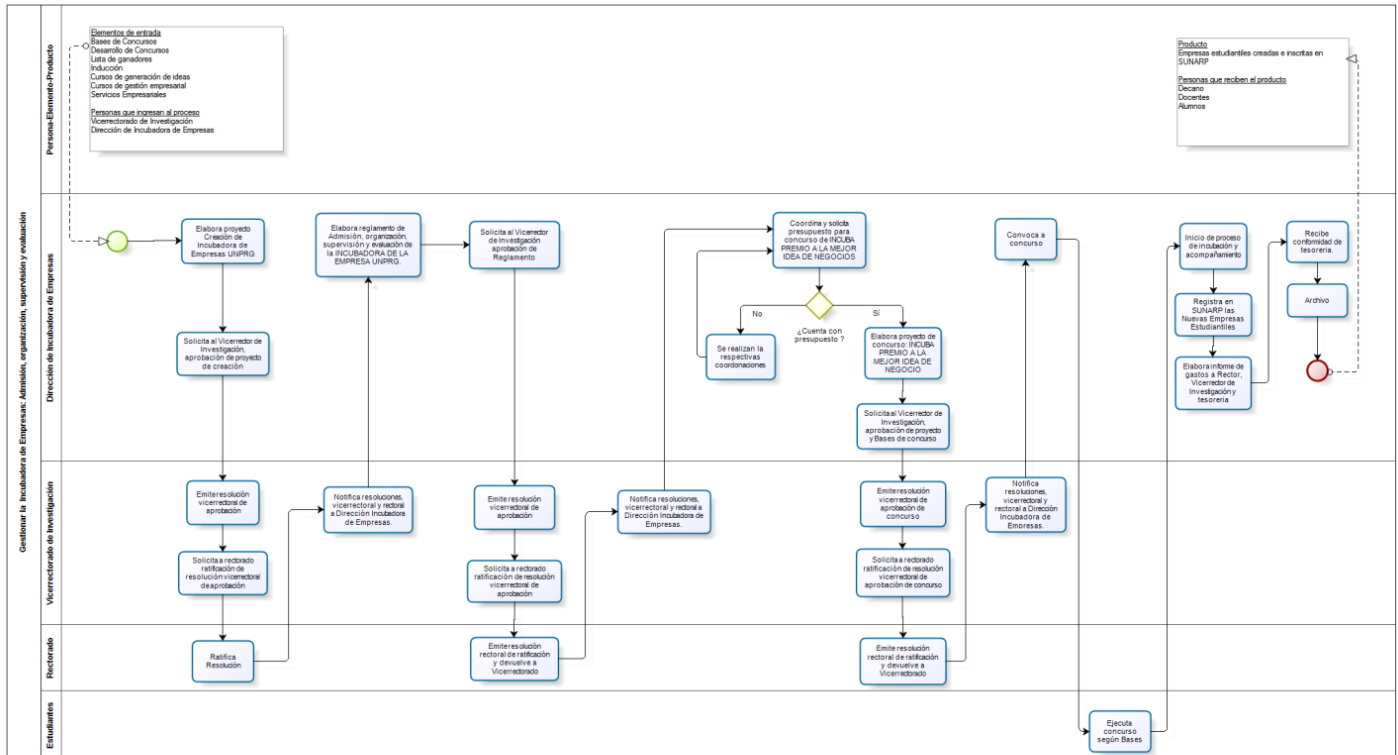 Gestionar la Incubadora de Empresas: Admisión, organización, supervisión y evaluación
Persona-Elemento-Producto
Elementos de entrada
Bases de Concursos
Desarrollo de Concursos
Lista de ganadores
Inducción
Cursos de generación de ideas
Cursos de gestión empresarial
Servicios Empresariales
Personas que ingresan al proceso
Vicerrectorado de Investigación
Dirección de Incubadora de Empresas
Producto
Empresas estudiantiles creadas e inscritas en
SUNARP
Personas que reciben el producto
Decano
Docentes
Alumnos
Dirección de Incubadora de Empresas
Elabora proyecto
Creación de
Incubadora de
Empresas UNPRG
Solicita al Vicerrector de
Investigación,
aprobación de proyecto
de creación
Elabora reglamento de
Admisión, organización,
supervisión y evaluación de
la INCUBADORA DE LA
EMPRESA UNPRG.
Solicita al Vicerrector
de Investigación
aprobación de
Reglamento
Coordina y solicita
presupuesto para
concurso de INCUBA
PREMIO A LA MEJOR
IDEA DE NEGOCIOS
No
Sí
¿Cuenta con
presupuesto ?
Se realizan la
respectivas
coordonaciones
Elabora proyecto de
concurso: INCUBA
PREMIO A LA
MEJOR IDEA DE
NEGOCIO
Solicita al Vicerrector de
Investigación,
aprobación de proyecto
y Bases de concurso
Convoca a
concurso
Inicio de proceso
de incubación y
acompañamiento
Registra en
SUNARP las
Nuevas Empresas
Estudiantiles
Elabora informe de
gastos a Rector,
Vicerrector de
Investigación y
tesoreria
Recibe
conformidad de
tesorería.
Archivo
Vicerrectorado de Investigación
Emite resolución
vicerrectoral de
aprobación
Solicita a rectorado
ratificación de
resolución vicerrectoral
de aprobación
Notifica resoluciones,
vicerrectoral y rectoral
a Dirección Incubadora
de Empresas.
Emite resolución
vicerrectoral de
aprobación
Solicita a rectorado
ratificación de resolución
vicerrectoral de
aprobación
Notifica resoluciones,
vicerrectoral y rectoral a
Dirección Incubadora de
Empresas.
Emite resolución
vicerrectoral de
aprobación de
concurso
Solicita a rectorado
ratificación de resolución
vicerrectoral de
aprobación de concurso
Notifica
resoluciones,
vicerrectoral y
rectoral a Dirección
Incubadora de
Empresas.
Rectorado
Ratifica
Resolución
Emite resolución
rectoral de ratificación
y devuelve a
Vicerrectorado
Emite resolución
rectoral de ratificación
y devuelve a
Vicerrectorado
Estudiantes
Ejecuta
concurso
según Bases